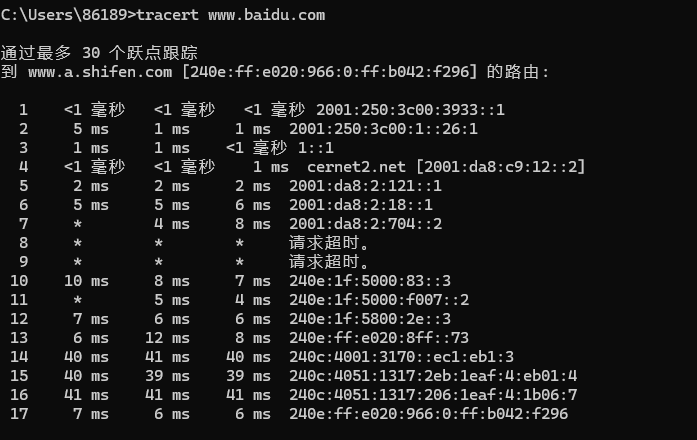 C:\Users\86189>tracert www.baidu.com
通过最多 30 个跃点跟踪
到 www.a.shifen.com [240e:ff:e020:966:0:ff:b042:f296] 的路由:
1 <1 毫秒 <1 毫秒 <1 毫秒 2001:250:3c00:3933::1
2 5 ms 1 ms 1 ms 2001:250:3c00:1::26:1
3 1 ms 1 ms <1 毫秒 1::1
4 <1 毫秒 <1 毫秒 1 ms cernet2.net [2001:da8:c9:12::2]
5 2 ms 2 ms 2 ms 2001:da8:2:121::1
6 5 ms 5 ms 6 ms 2001:da8:2:18::1
7 * 4 ms 8 ms 2001:da8:2:704::2
8 * * * 请求超时。
9 * * * 请求超时。
10 10 ms 8 ms 7 ms 240e:1f:5000:83::3
11 * 5 ms 4 ms 240e:1f:5000:f007::2
12 7 ms 6 ms 6 ms 240e:1f:5800:2e::3
13 6 ms 12 ms 8 ms 240e:ff:e020:8ff::73
14 40 ms 41 ms 40 ms 240c:4001:3170::ec1:eb1:3
15 40 ms 39 ms 39 ms 240c:4051:1317:2eb:1eaf:4:eb01:4
16 41 ms 41 ms 41 ms 240c:4051:1317:206:1eaf:4:1b06:7
17 7 ms 6 ms 6 ms 240e:ff:e020:966:0:ff:b042:f296